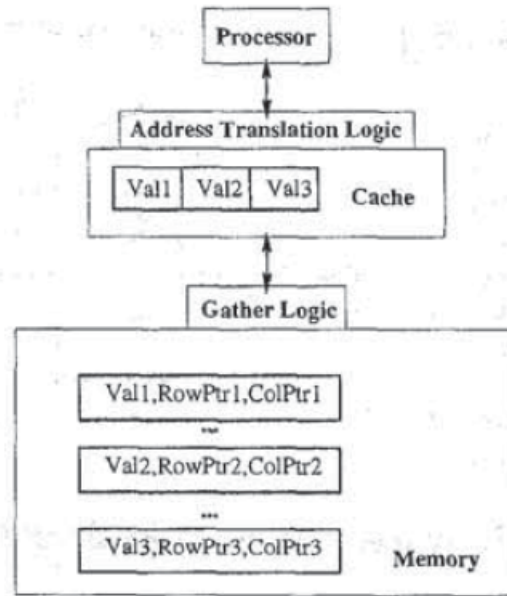 Processor
Address Translation Logic
Val1 Val2 Val3
Cache
Gather Logic
Val1,RowPtr1,ColPtr1
...
Val2,RowPtr2,ColPtr2
...
Val3,RowPtr3,ColPtr3
Memory